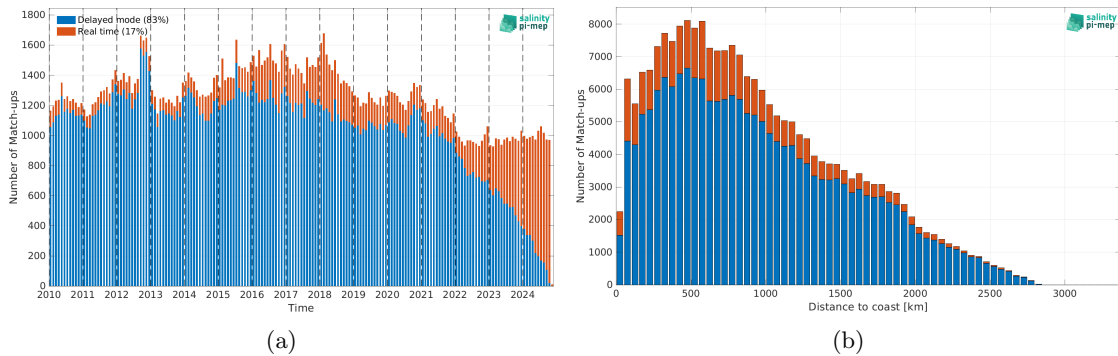 Delayed mode (83%)
Real time (17%)
salinity
pi-mep
1800
1600
1400
1200
1000
800
600
400
200
0
Number of Match-ups
2010 2011 2012 2013 2014 2015 2016 2017 2018 2019 2020 2021 2022 2023 2024
Time
(a)
salinity
pi-mep
8000
7000
6000
5000
4000
3000
2000
1000
0
Number of Match-ups
0 500 1000 1500 2000 2500 3000
Distance to coast [km]
(b)